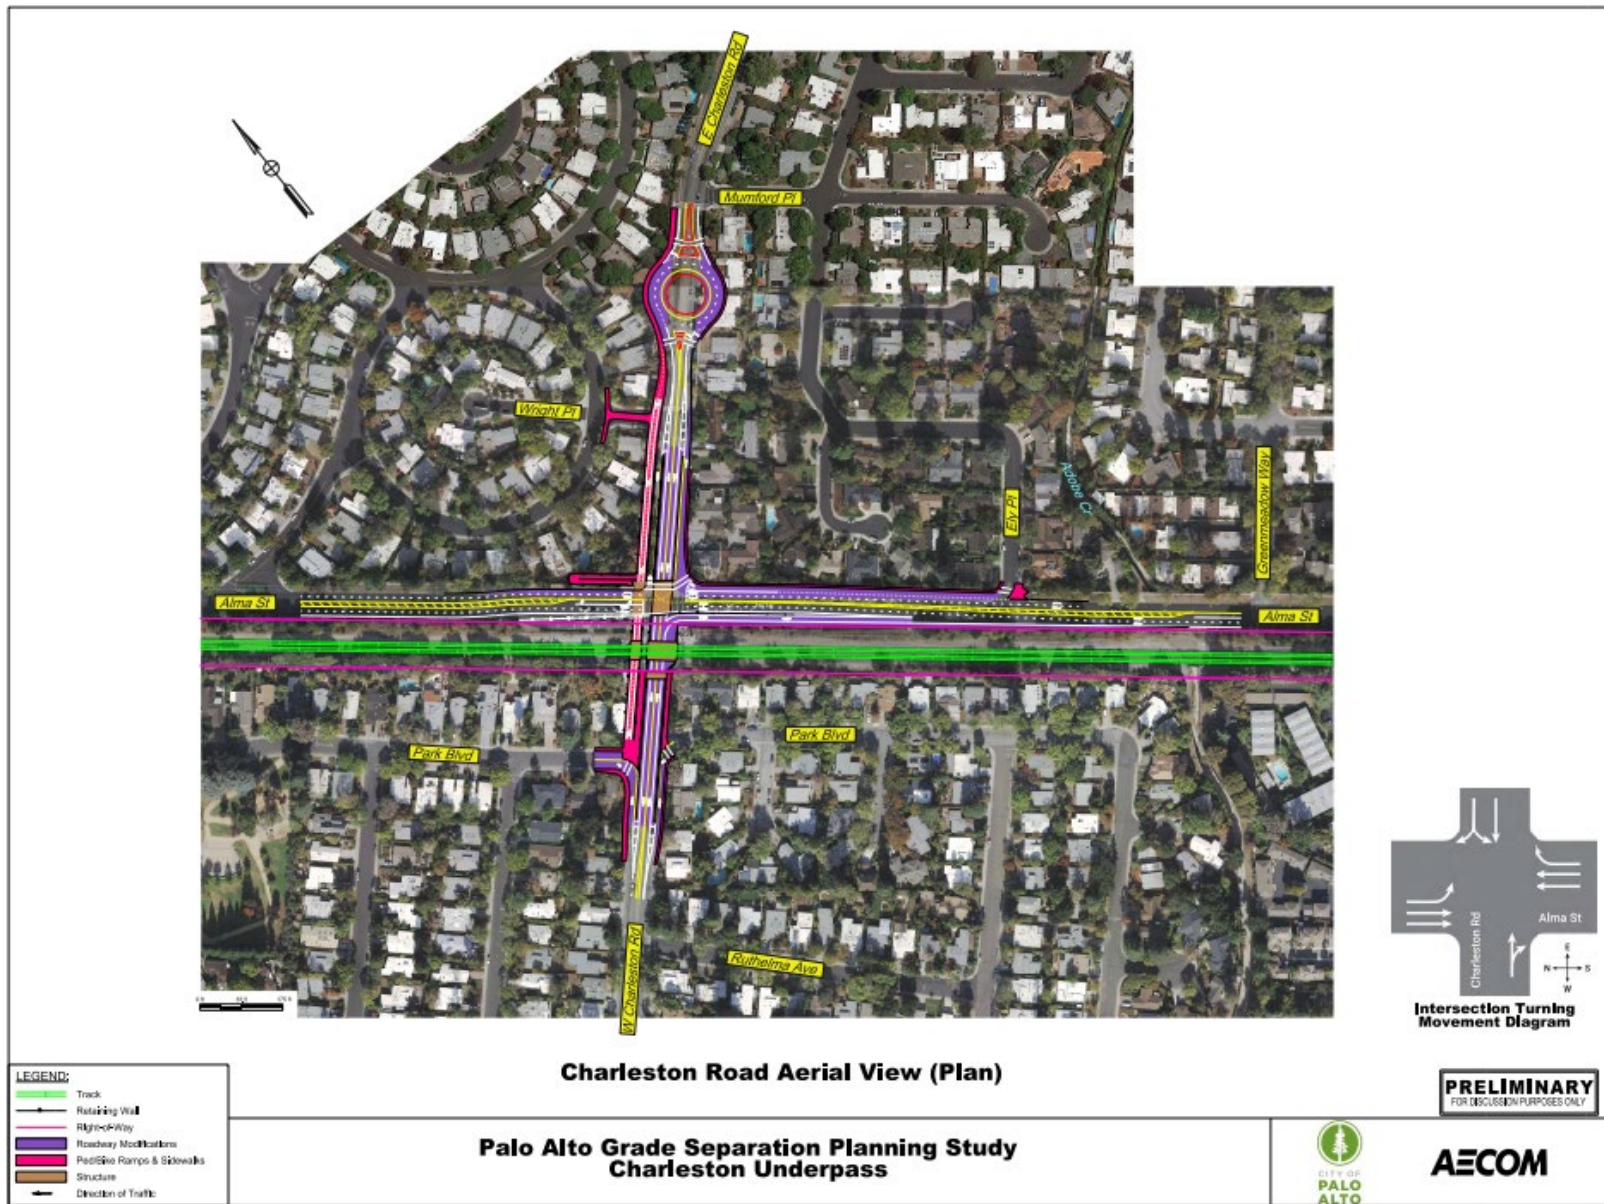 E Charleston Rd
Mumford Pl
Wright Pl
Adobe Cr
Ely Pl
Greenmeadow Way
Alma St
Alma St
Park Blvd
Park Blvd
Ruthelma Ave
W Charleston Rd
Charleston Rd
Alma St
E
N
S
W
Intersection Turning
Movement Diagram
Charleston Road Aerial View (Plan)
PRELIMINARY
FOR DISCUSSION PURPOSES ONLY
LEGEND:
Track
Retaining Wall
Right-of-Way
Roadway Modifications
Ped/Bike Ramps & Sidewalks
Structure
Direction of Traffic
Palo Alto Grade Separation Planning Study
Charleston Underpass
CITY OF
PALO
ALTO
AECOM